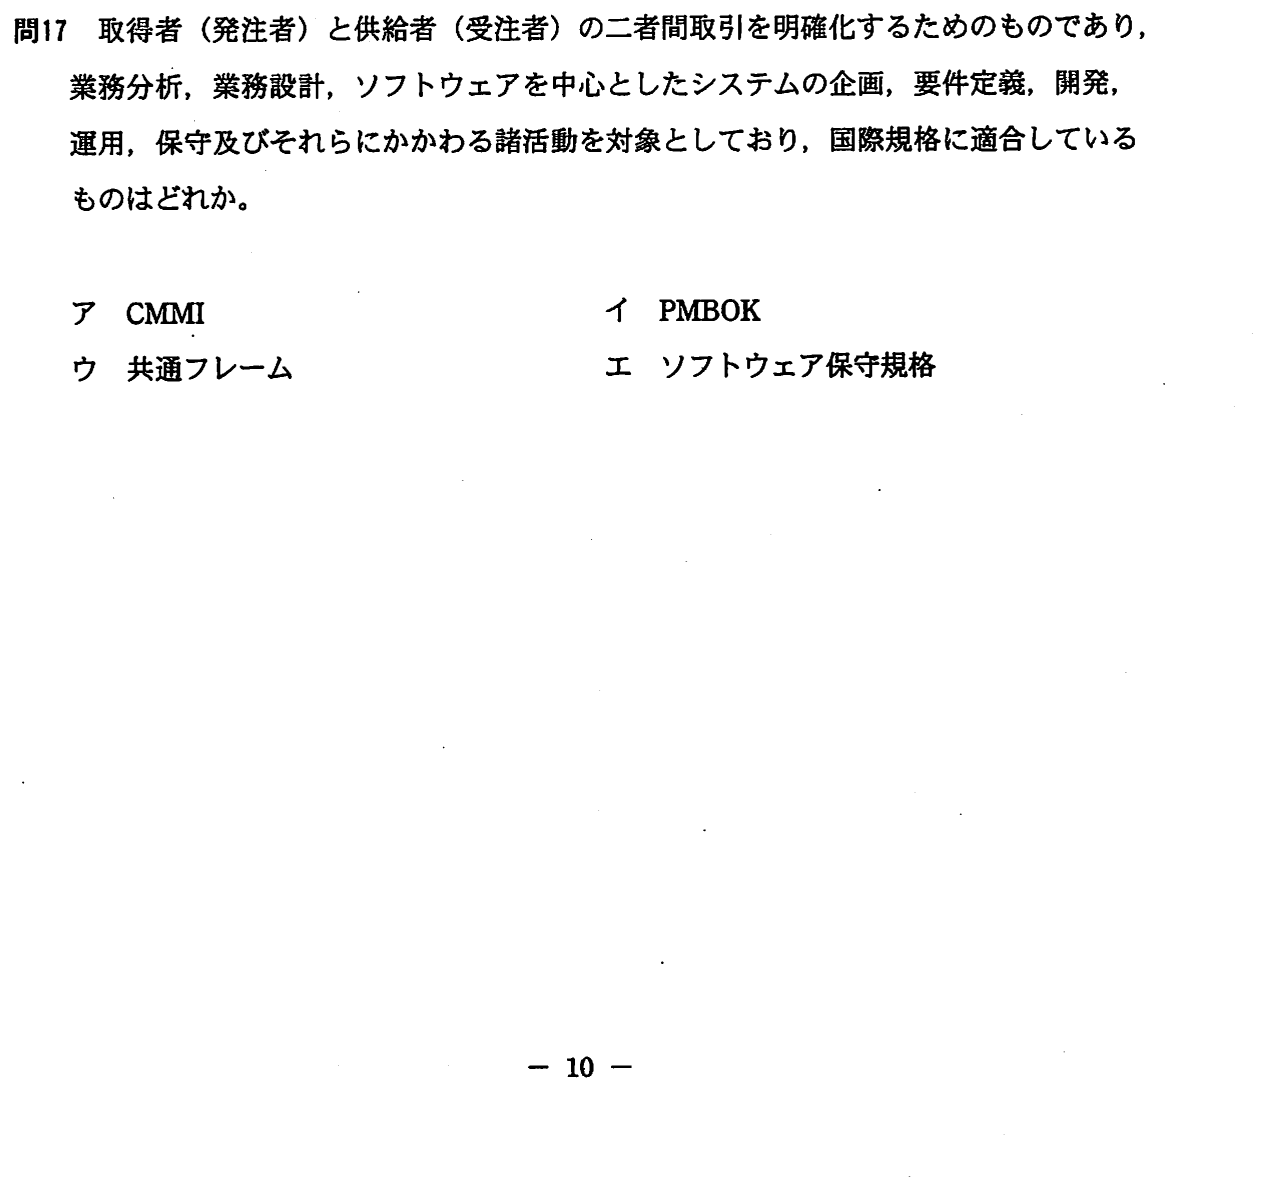 問17 取得者（発注者）と供給者（受注者）の二者間取引を明確化するためのものであり，
業務分析，業務設計，ソフトウェアを中心としたシステムの企画，要件定義，開発，
運用，保守及びそれらにかかわる諸活動を対象としており，国際規格に適合している
ものはどれか。
ア CMMI イ PMBOK
ウ 共通フレーム エ ソフトウェア保守規格
－ 10 －